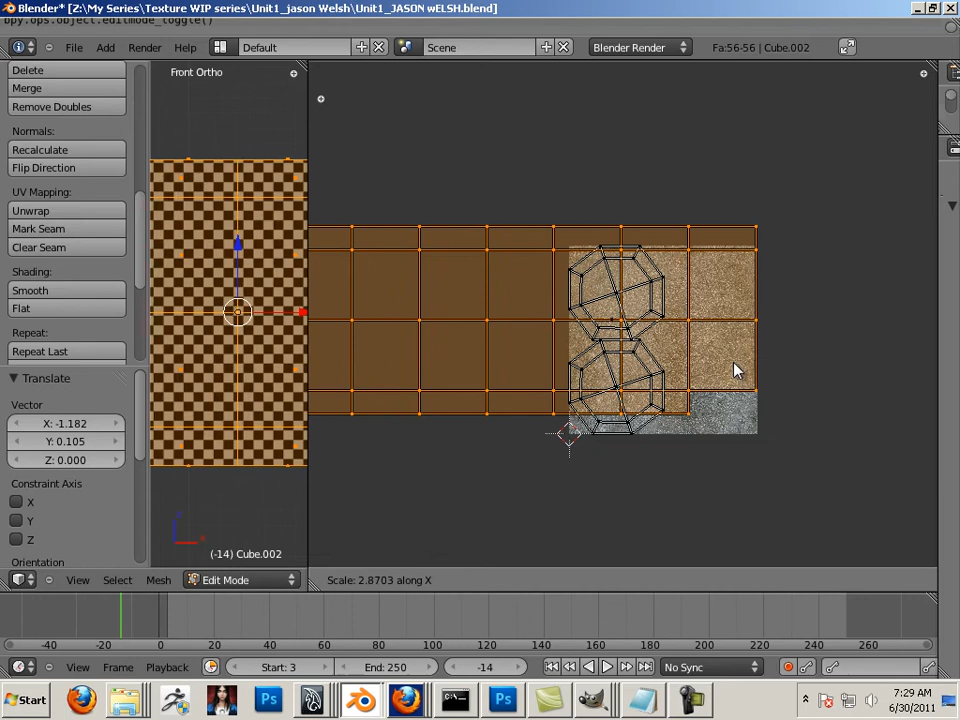 Blender* [Z:\My Series\Texture WIP series\Unit1_jason Welsh\Unit1_JASON wELSH.blend]
bpy.ops.object.editmode_toggle()
File Add Render Help Default Scene Blender Render Fa:56-56 | Cube.002
Delete
Merge
Remove Doubles
Normals:
Recalculate
Flip Direction
UV Mapping:
Unwrap
Mark Seam
Clear Seam
Shading:
Smooth
Flat
Repeat:
Repeat Last
Translate
Vector
X: -1.182
Y: 0.105
Z: 0.000
Constraint Axis
X
Y
Z
Orientation
Front Ortho
(-14) Cube.002
View Select Mesh Edit Mode
Scale: 2.8703 along X
-40 -20 0 20 40 60 80 100 120 140 160 180 200 220 240 260
View Frame Playback Start: 3 End: 250 -14 No Sync
Start Ps Ps 7:29 AM
6/30/2011